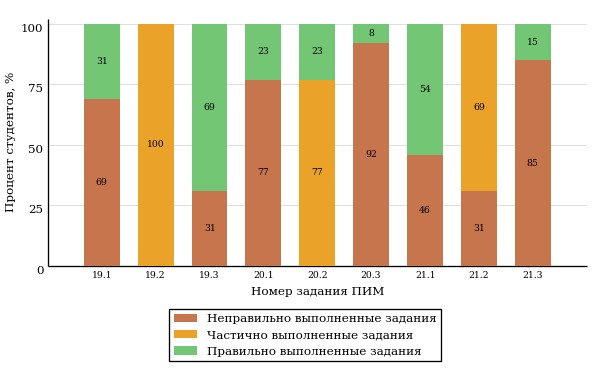 Процент студентов, %
100
75
50
25
0
31 23 23 8 54 15
100 69 69
69 31 77 77 92 46 31 85
19.1 19.2 19.3 20.1 20.2 20.3 21.1 21.2 21.3
Номер задания ПИМ
Неправильно выполненные задания
Частично выполненные задания
Правильно выполненные задания